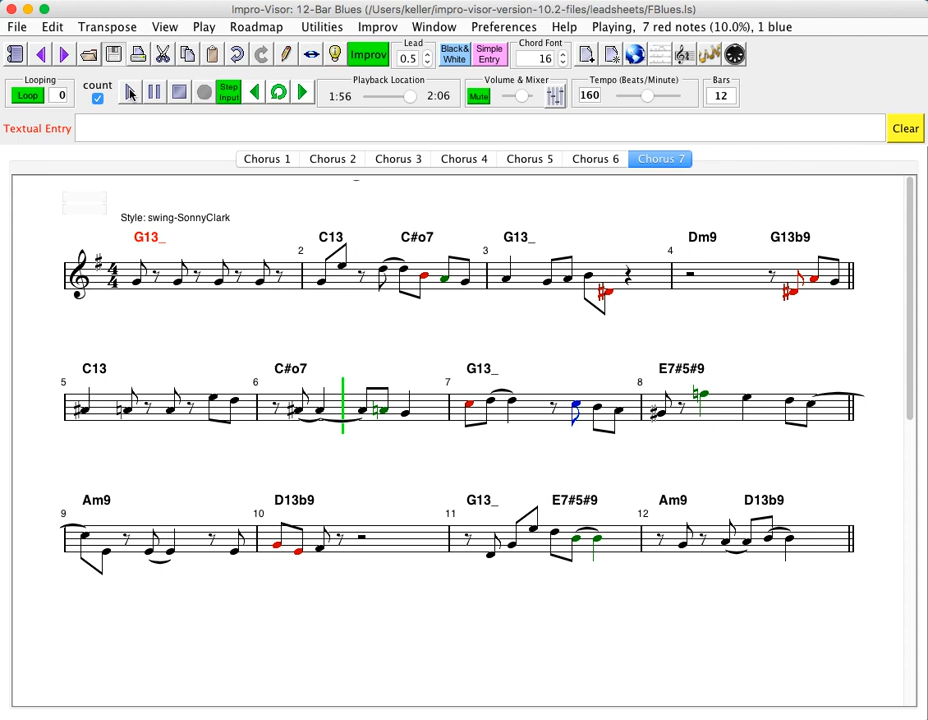 Impro-Visor: 12-Bar Blues (/Users/keller/impro-visor-version-10.2-files/leadsheets/FBlues.ls)
File Edit Transpose View Play Roadmap Utilities Improv Window Preferences Help Playing, 7 red notes (10.0%), 1 blue
Improv Lead 0.5 Black& White Simple Entry Chord Font 16
Looping Loop 0 count Step Input Playback Location 1:56 2:06 Volume & Mixer Mute Tempo (Beats/Minute) 160 Bars 12
Textual Entry Clear
Chorus 1 Chorus 2 Chorus 3 Chorus 4 Chorus 5 Chorus 6 Chorus 7
Style: swing-SonnyClark
G13_ C13 C#o7 G13_ Dm9 G13b9
2 3 4
4
4
C13 C#o7 G13_ E7#5#9
5 6 7 8
Am9 D13b9 G13_ E7#5#9 Am9 D13b9
9 10 11 12